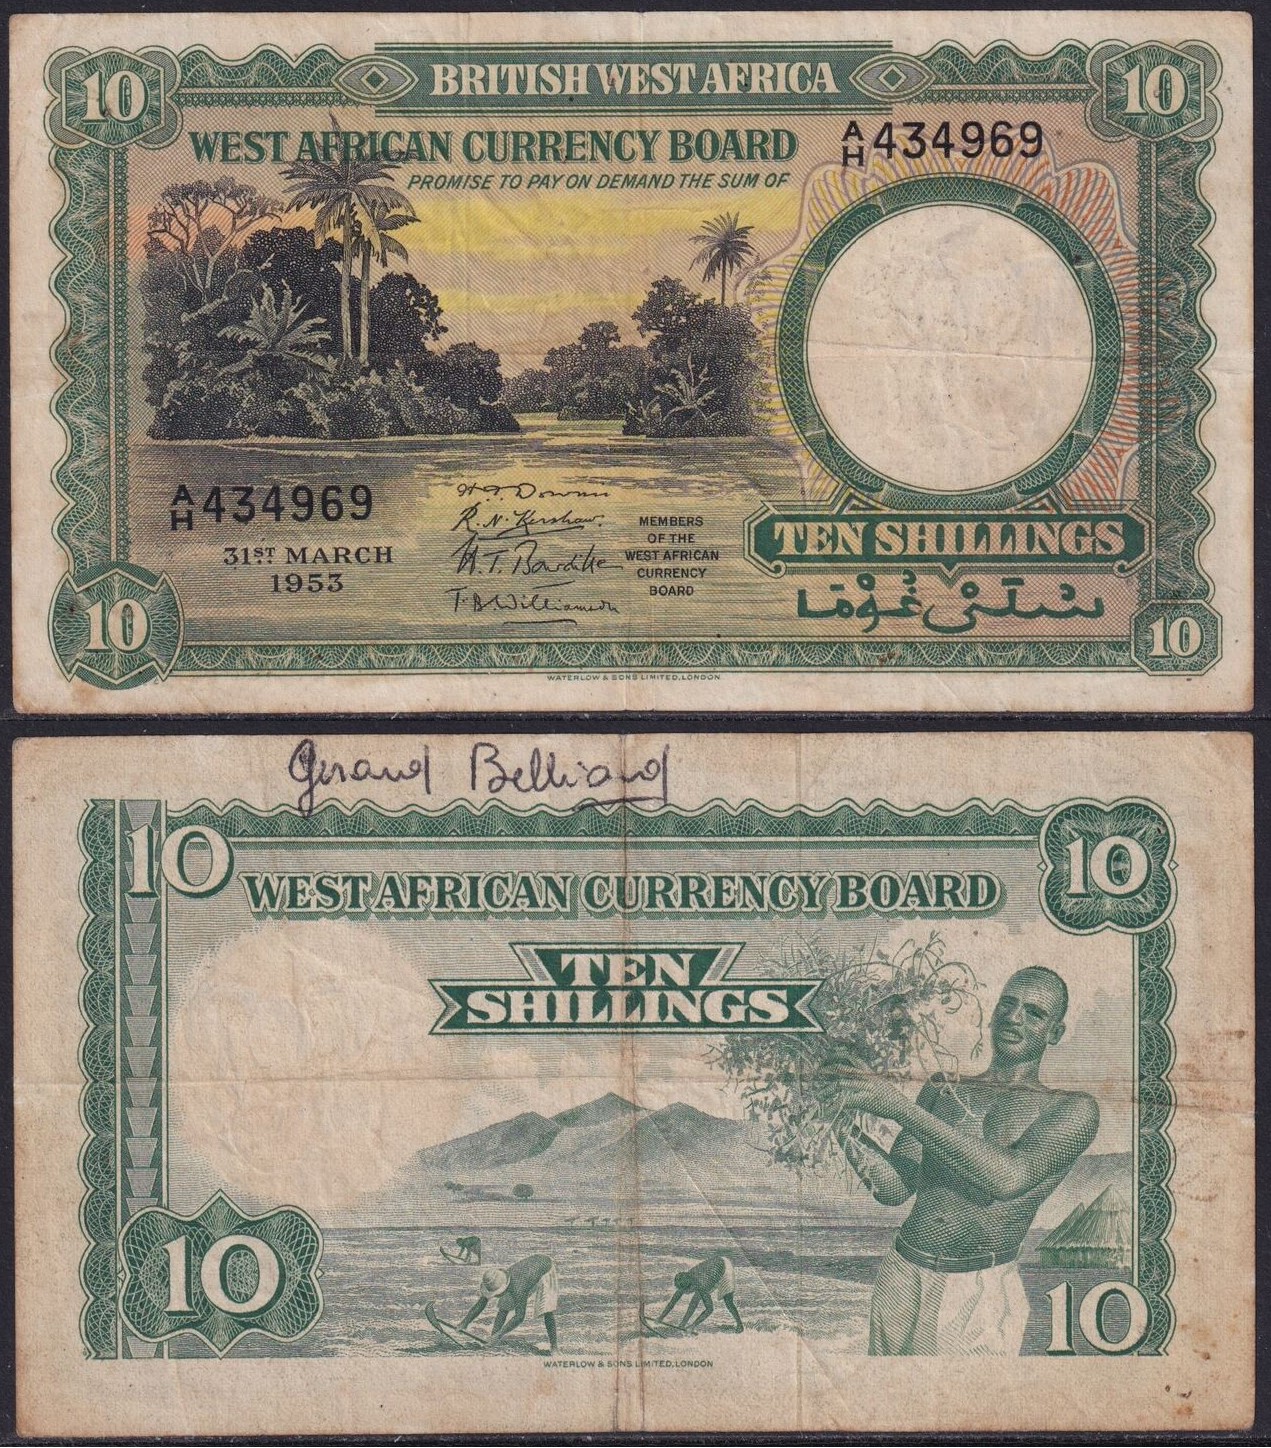 10 BRITISH WEST AFRICA 10
WEST AFRICAN CURRENCY BOARD
A/H 434969
PROMISE TO PAY ON DEMAND THE SUM OF
A/H 434969
31ST MARCH
1953
R.N. Kershaw.
H.T. Bourdillon
T.B. Williamson
MEMBERS
OF THE
WEST AFRICAN
CURRENCY
BOARD
TEN SHILLINGS
10
10
WATERLOW & SONS LIMITED, LONDON
Gerard Belliard
10
10
WEST AFRICAN CURRENCY BOARD
TEN
SHILLINGS
10
10
WATERLOW & SONS LIMITED, LONDON